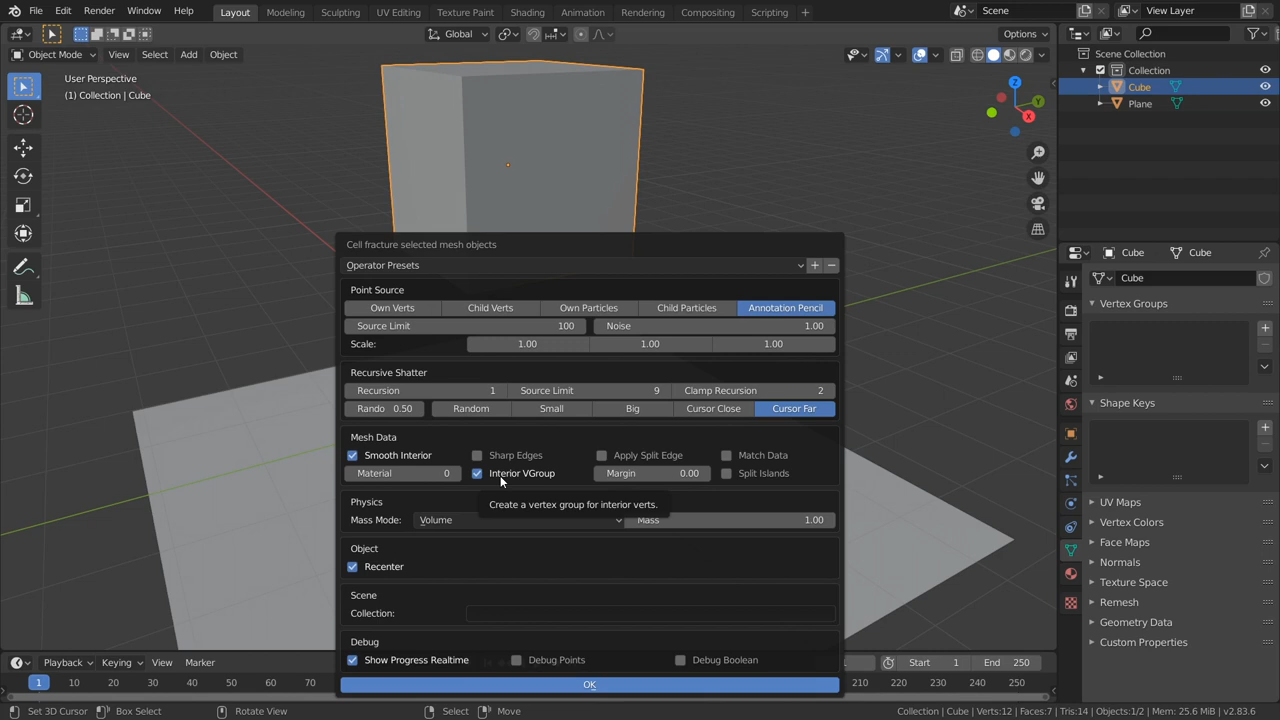 File Edit Render Window Help Layout Modeling Sculpting UV Editing Texture Paint Shading Animation Rendering Compositing Scripting + Scene View Layer
Global Options
Object Mode View Select Add Object
User Perspective
(1) Collection | Cube
Z
Y
X
Scene Collection
Collection
Cube
Plane
Cube Cube
Cube
Vertex Groups
Shape Keys
UV Maps
Vertex Colors
Face Maps
Normals
Texture Space
Remesh
Geometry Data
Custom Properties
Cell fracture selected mesh objects
Operator Presets
Point Source
Own Verts Child Verts Own Particles Child Particles Annotation Pencil
Source Limit 100 Noise 1.00
Scale: 1.00 1.00 1.00
Recursive Shatter
Recursion 1 Source Limit 9 Clamp Recursion 2
Rando 0.50 Random Small Big Cursor Close Cursor Far
Mesh Data
Smooth Interior Sharp Edges Apply Split Edge Match Data
Material 0 Interior VGroup Margin 0.00 Split Islands
Create a vertex group for interior verts.
Physics
Mass Mode: Volume Mass 1.00
Object
Recenter
Scene
Collection:
Debug
Show Progress Realtime Debug Points Debug Boolean
OK
Playback Keying View Marker 1 Start 1 End 250
1 10 20 30 40 50 60 70 210 220 230 240 250
Set 3D Cursor Box Select Rotate View Select Move Collection | Cube | Verts:12 | Faces:7 | Tris:14 | Objects:1/2 | Mem: 25.6 MiB | v2.83.6